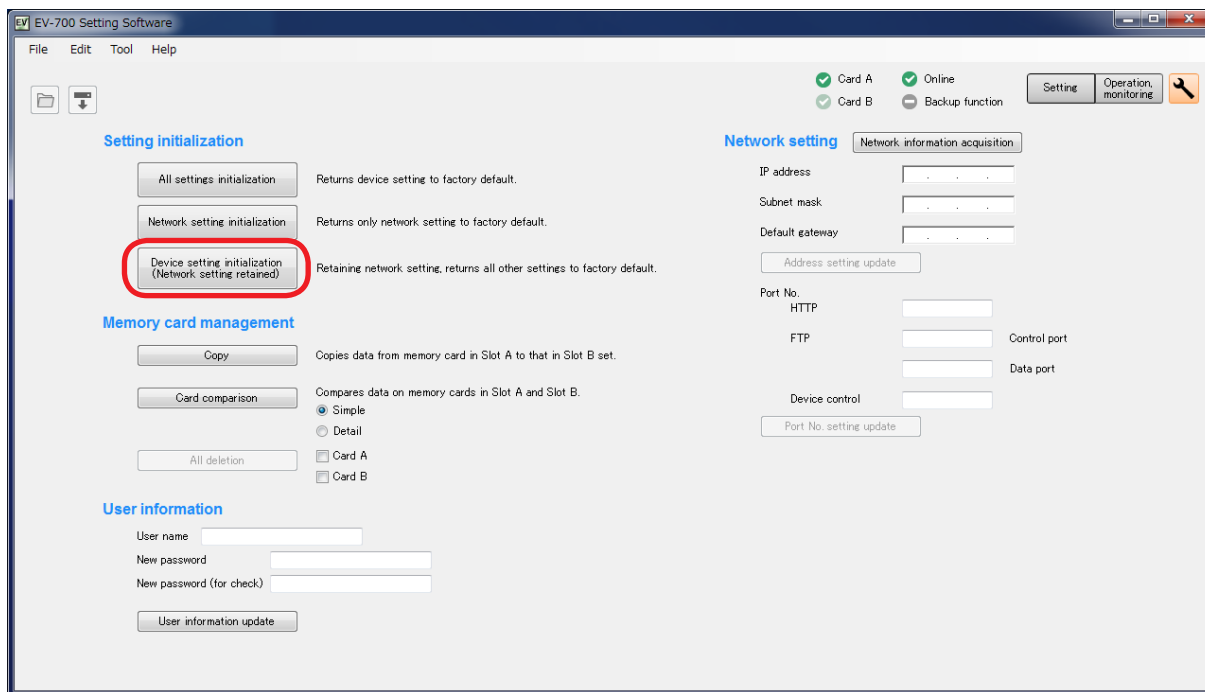 EV EV-700 Setting Software
File Edit Tool Help
Card A Online
Card B Backup function
Setting
Operation,
monitoring
Setting initialization
All settings initialization Returns device setting to factory default.
Network setting initialization Returns only network setting to factory default.
Device setting initialization
(Network setting retained)
Retaining network setting, returns all other settings to factory default.
Memory card management
Copy Copies data from memory card in Slot A to that in Slot B set.
Card comparison Compares data on memory cards in Slot A and Slot B.
Simple
Detail
All deletion Card A
Card B
User information
User name
New password
New password (for check)
User information update
Network setting Network information acquisition
IP address . . .
Subnet mask . . .
Default gateway . . .
Address setting update
Port No.
HTTP
FTP Control port
Data port
Device control
Port No. setting update